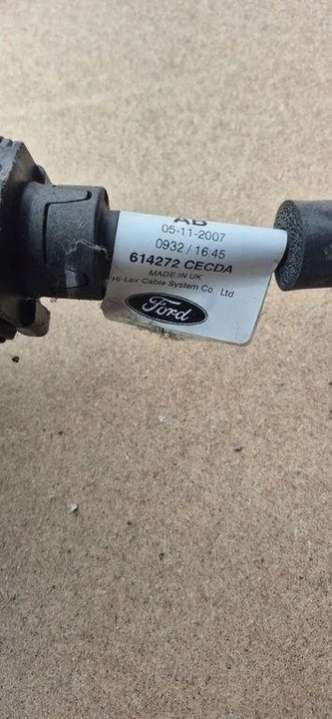 AB
05-11-2007
0932 / 16:45
614272 CECDA
MADE IN UK
Hi-Lex Cable System Co. Ltd
Ford